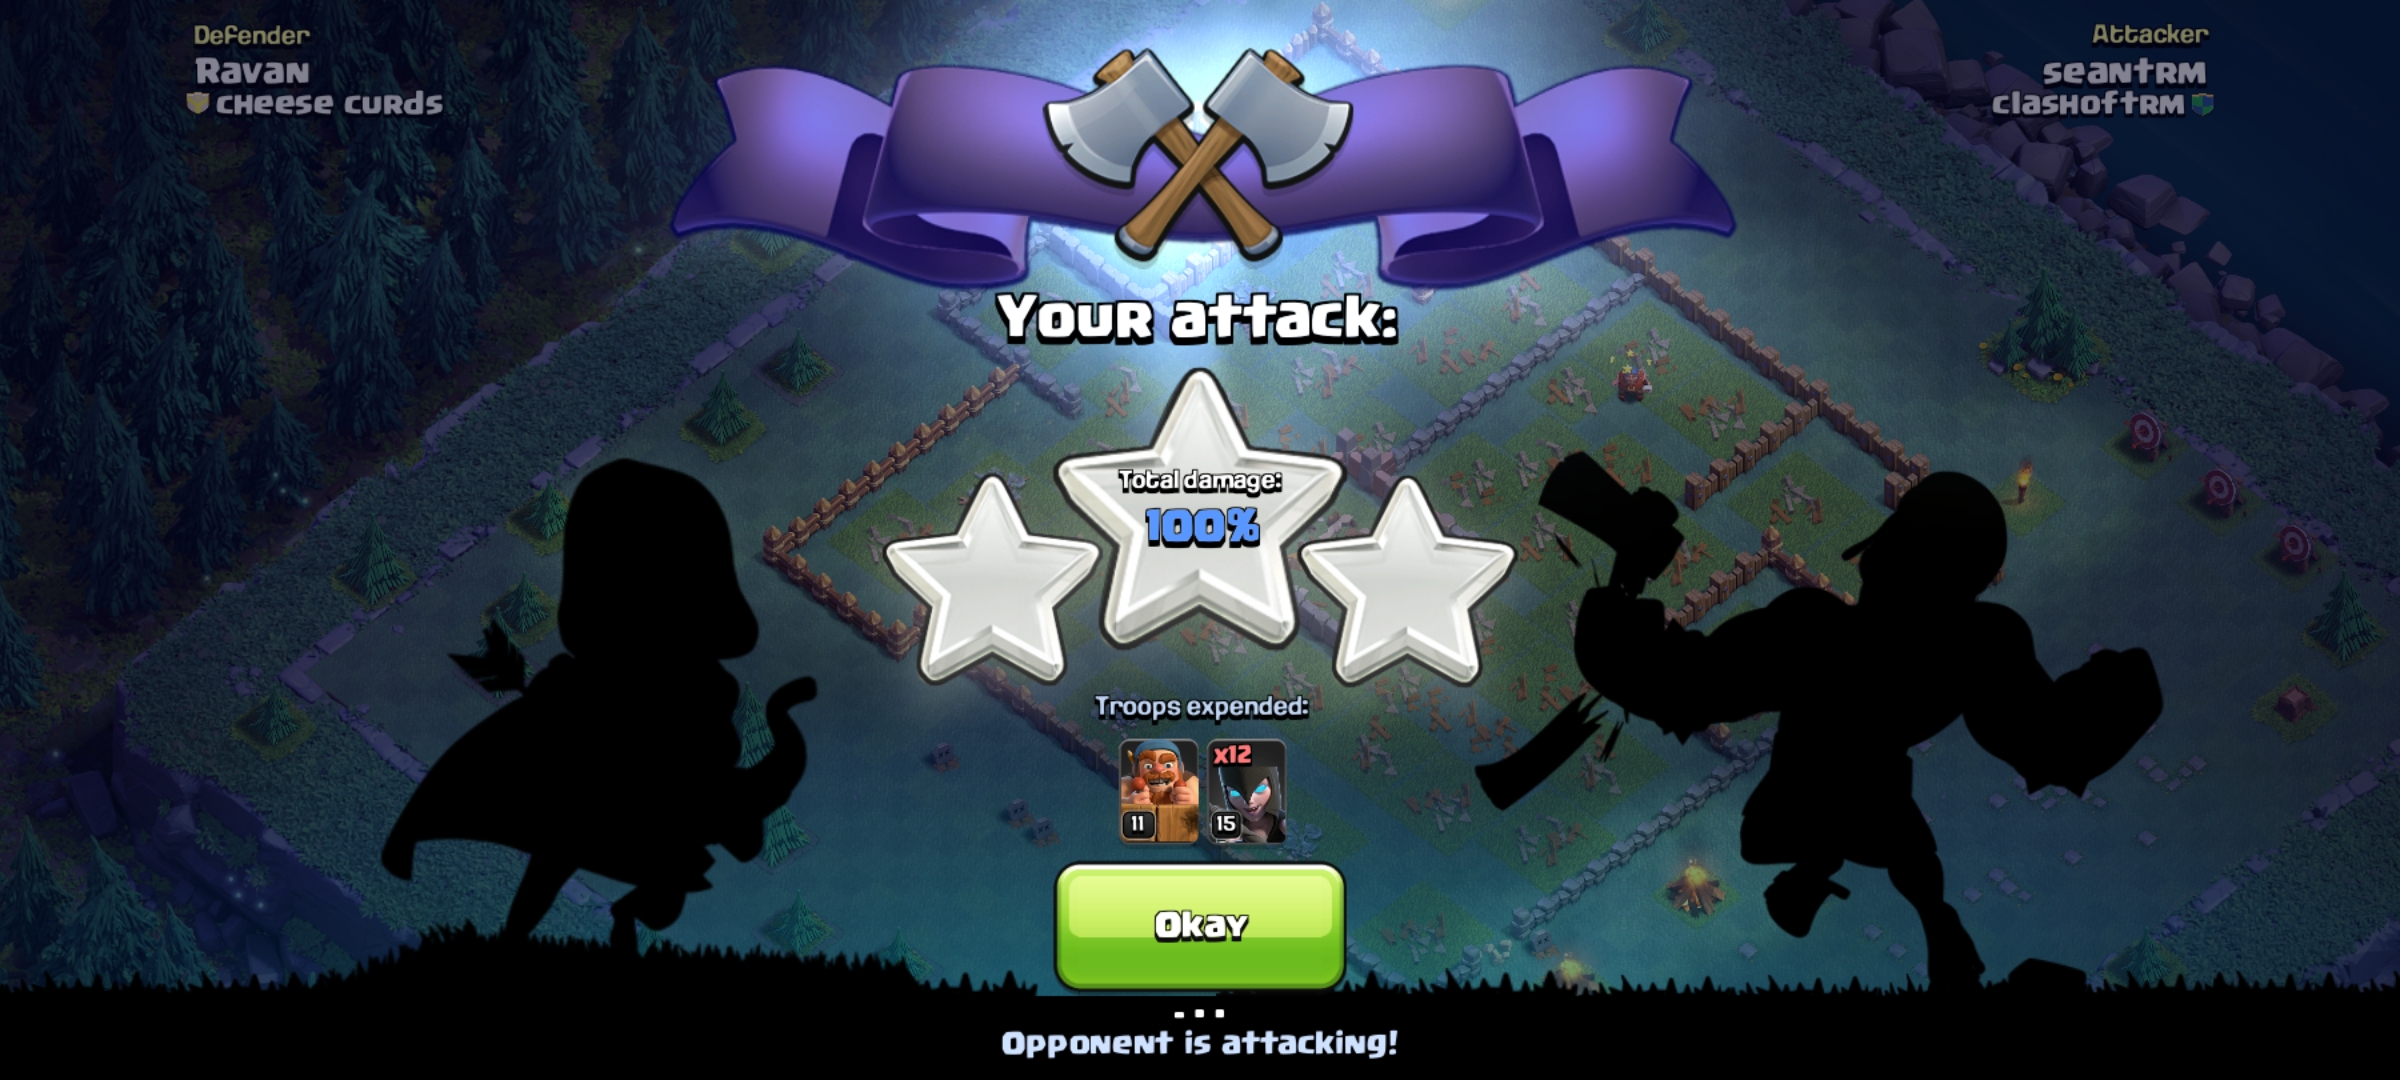 Defender
Ravan
cheese curds
Attacker
seantrm
clashoftrm
Your attack:
Total damage:
100%
Troops expended:
x12
11
15
Okay
Opponent is attacking!